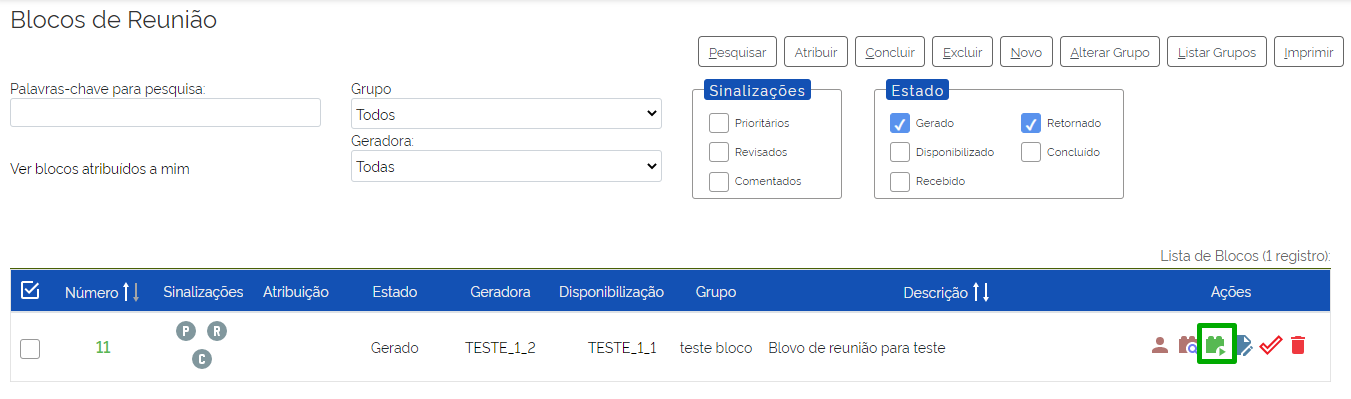 Blocos de Reunião
Pesquisar Atribuir Concluir Excluir Novo Alterar Grupo Listar Grupos Imprimir
Palavras-chave para pesquisa:
Grupo
Todos
Geradora:
Todas
Ver blocos atribuídos a mim
Sinalizações
Prioritários
Revisados
Comentados
Estado
Gerado Retornado
Disponibilizado Concluído
Recebido
Lista de Blocos (1 registro):
Número Sinalizações Atribuição Estado Geradora Disponibilização Grupo Descrição Ações
P R
C
11 Gerado TESTE_1_2 TESTE_1_1 teste bloco Blovo de reunião para teste